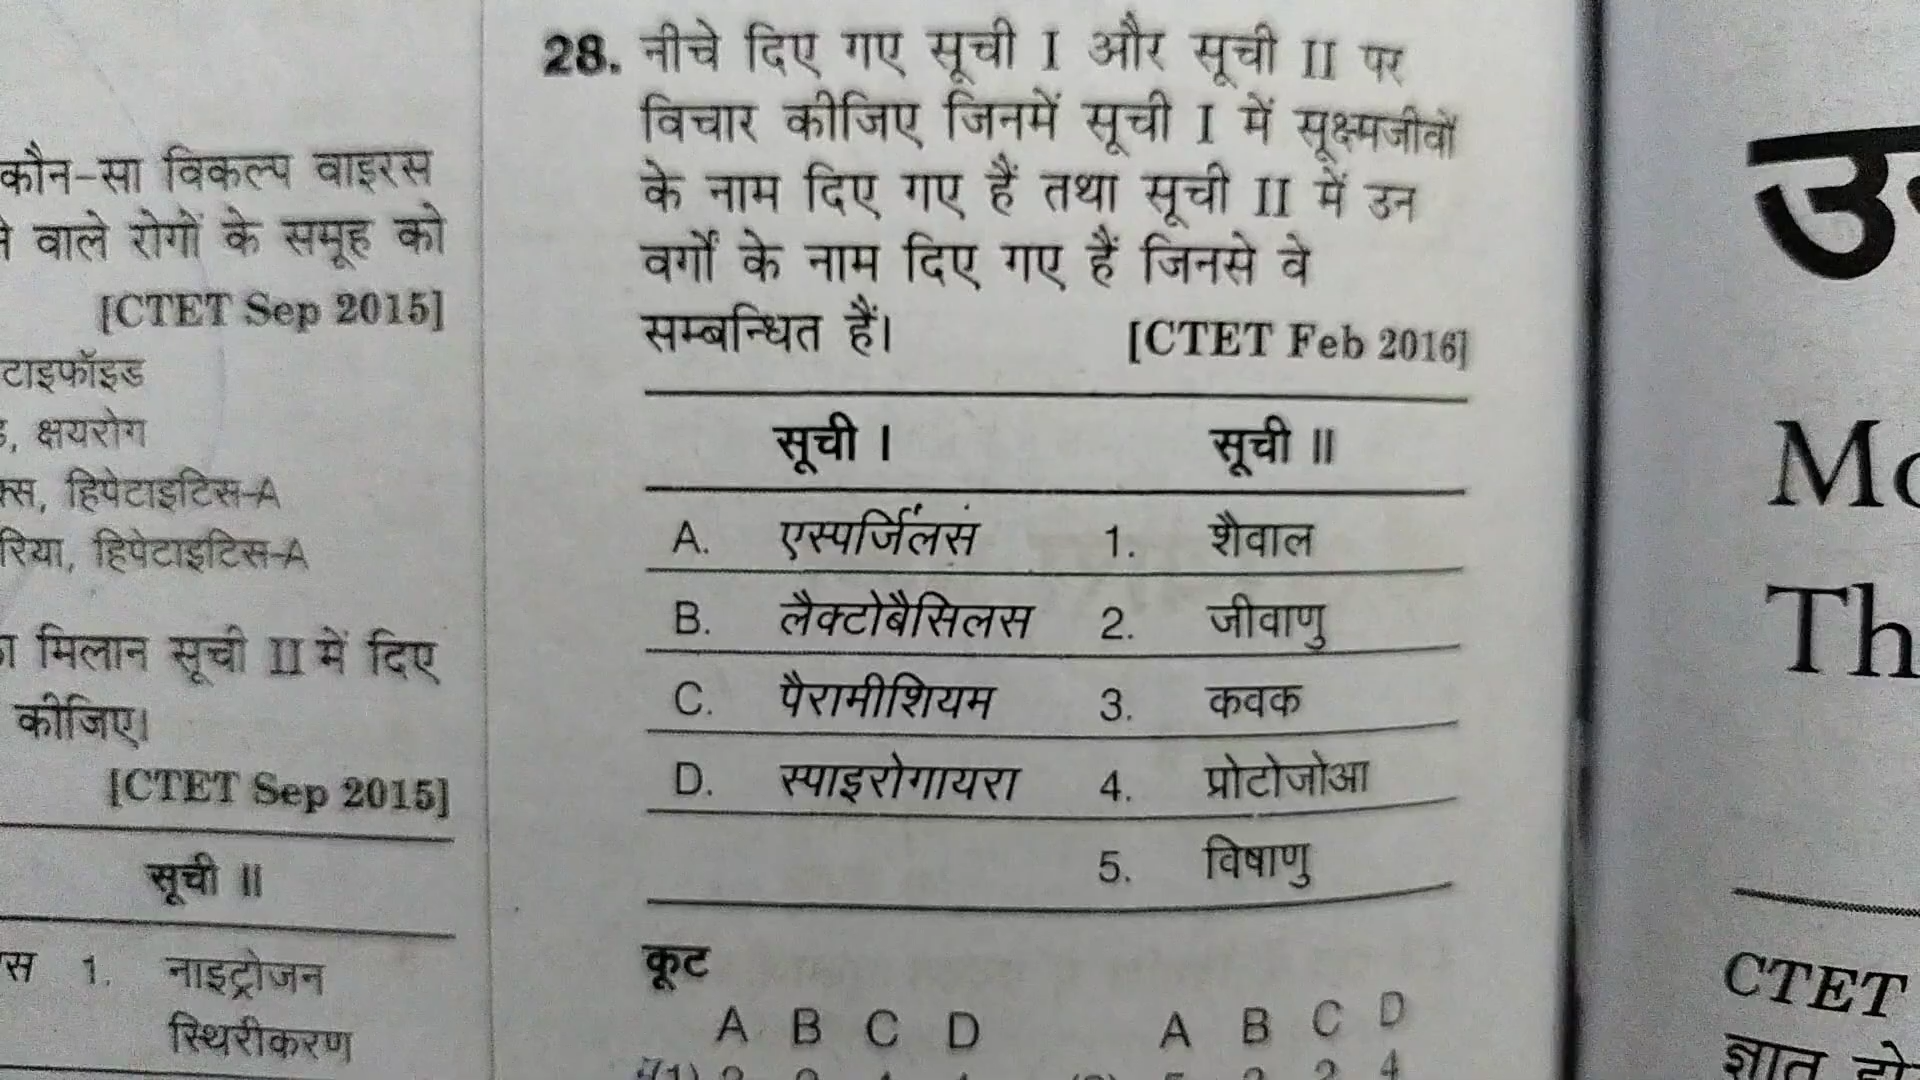 कौन-सा विकल्प वाइरस
वाले रोगों के समूह को
[CTET Sep 2015]
टाइफॉइड
क्षयरोग
हिपेटाइटिस-A
हिपेटाइटिस-A
मिलान सूची II में दिए
कीजिए।
[CTET Sep 2015]
सूची II
1. नाइट्रोजन
स्थिरीकरण
28. नीचे दिए गए सूची I और सूची II पर
विचार कीजिए जिनमें सूची I में सूक्ष्मजीवों
के नाम दिए गए हैं तथा सूची II में उन
वर्गों के नाम दिए गए हैं जिनसे वे
सम्बन्धित हैं। [CTET Feb 2016]
सूची I सूची II
A. एस्पर्जिलस 1. शैवाल
B. लैक्टोबैसिलस 2. जीवाणु
C. पैरामीशियम 3. कवक
D. स्पाइरोगायरा 4. प्रोटोजोआ
5. विषाणु
कूट
A B C D A B C D
Th
CTET
ज्ञात